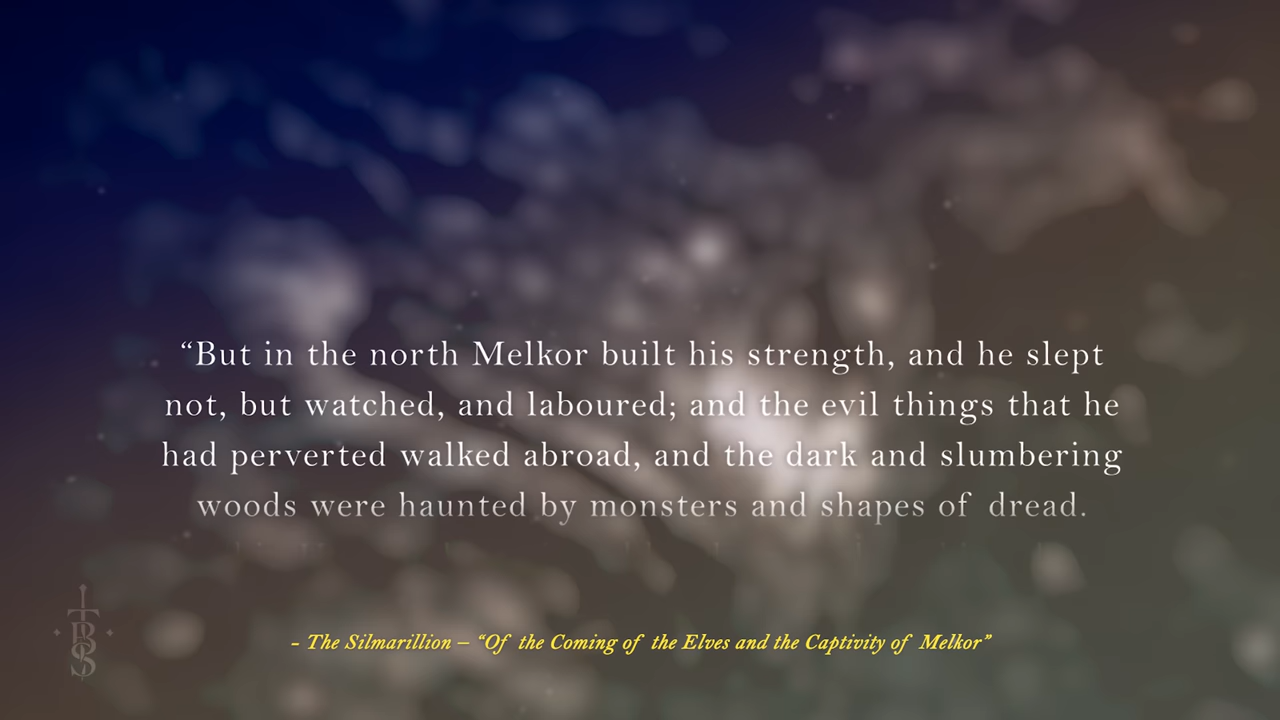 “But in the north Melkor built his strength, and he slept
not, but watched, and laboured; and the evil things that he
had perverted walked abroad, and the dark and slumbering
woods were haunted by monsters and shapes of dread.
– The Silmarillion – “Of the Coming of the Elves and the Captivity of Melkor”
TBS